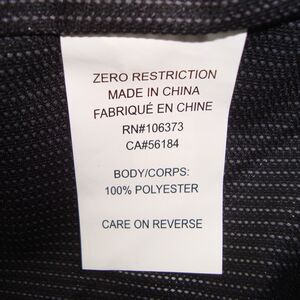 ZERO RESTRICTION
MADE IN CHINA
FABRIQUÉ EN CHINE
RN#106373
CA#56184
BODY/CORPS:
100% POLYESTER
CARE ON REVERSE